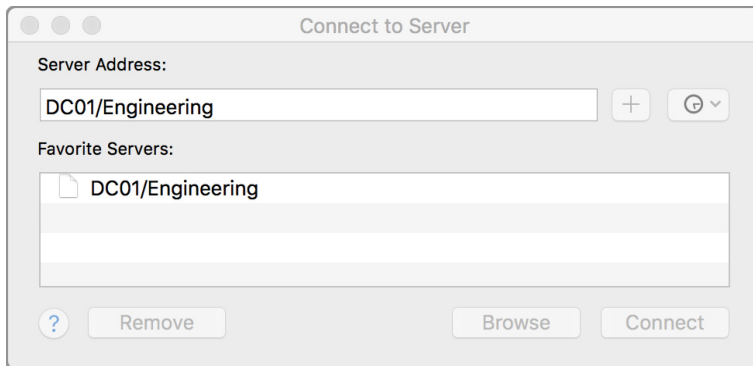 Connect to Server
Server Address:
DC01/Engineering
Favorite Servers:
DC01/Engineering
? Remove Browse Connect